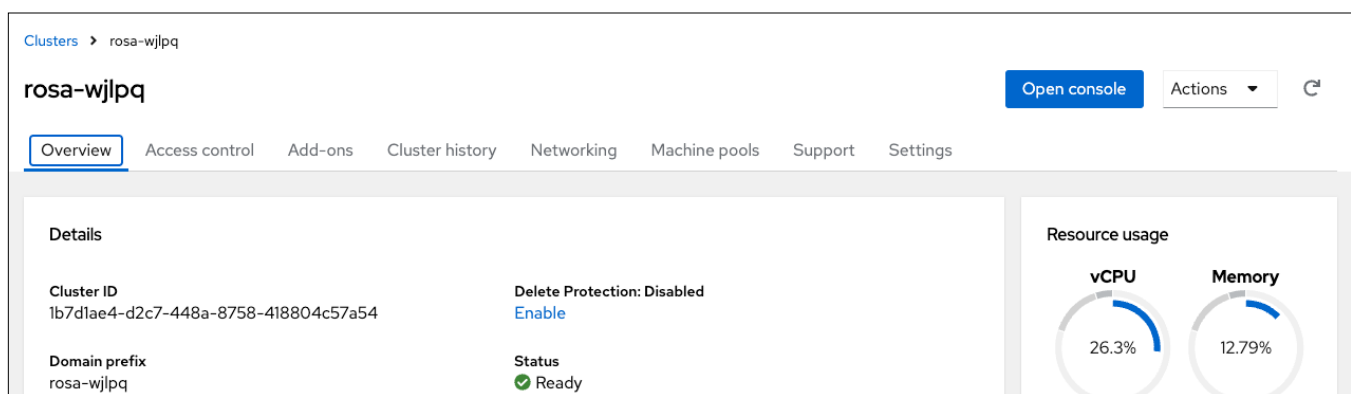 Clusters > rosa-wjlpq
rosa-wjlpq
Open console
Actions
Overview Access control Add-ons Cluster history Networking Machine pools Support Settings
Details
Cluster ID
1b7d1ae4-d2c7-448a-8758-418804c57a54
Delete Protection: Disabled
Enable
Domain prefix
rosa-wjlpq
Status
Ready
Resource usage
vCPU
26.3%
Memory
12.79%